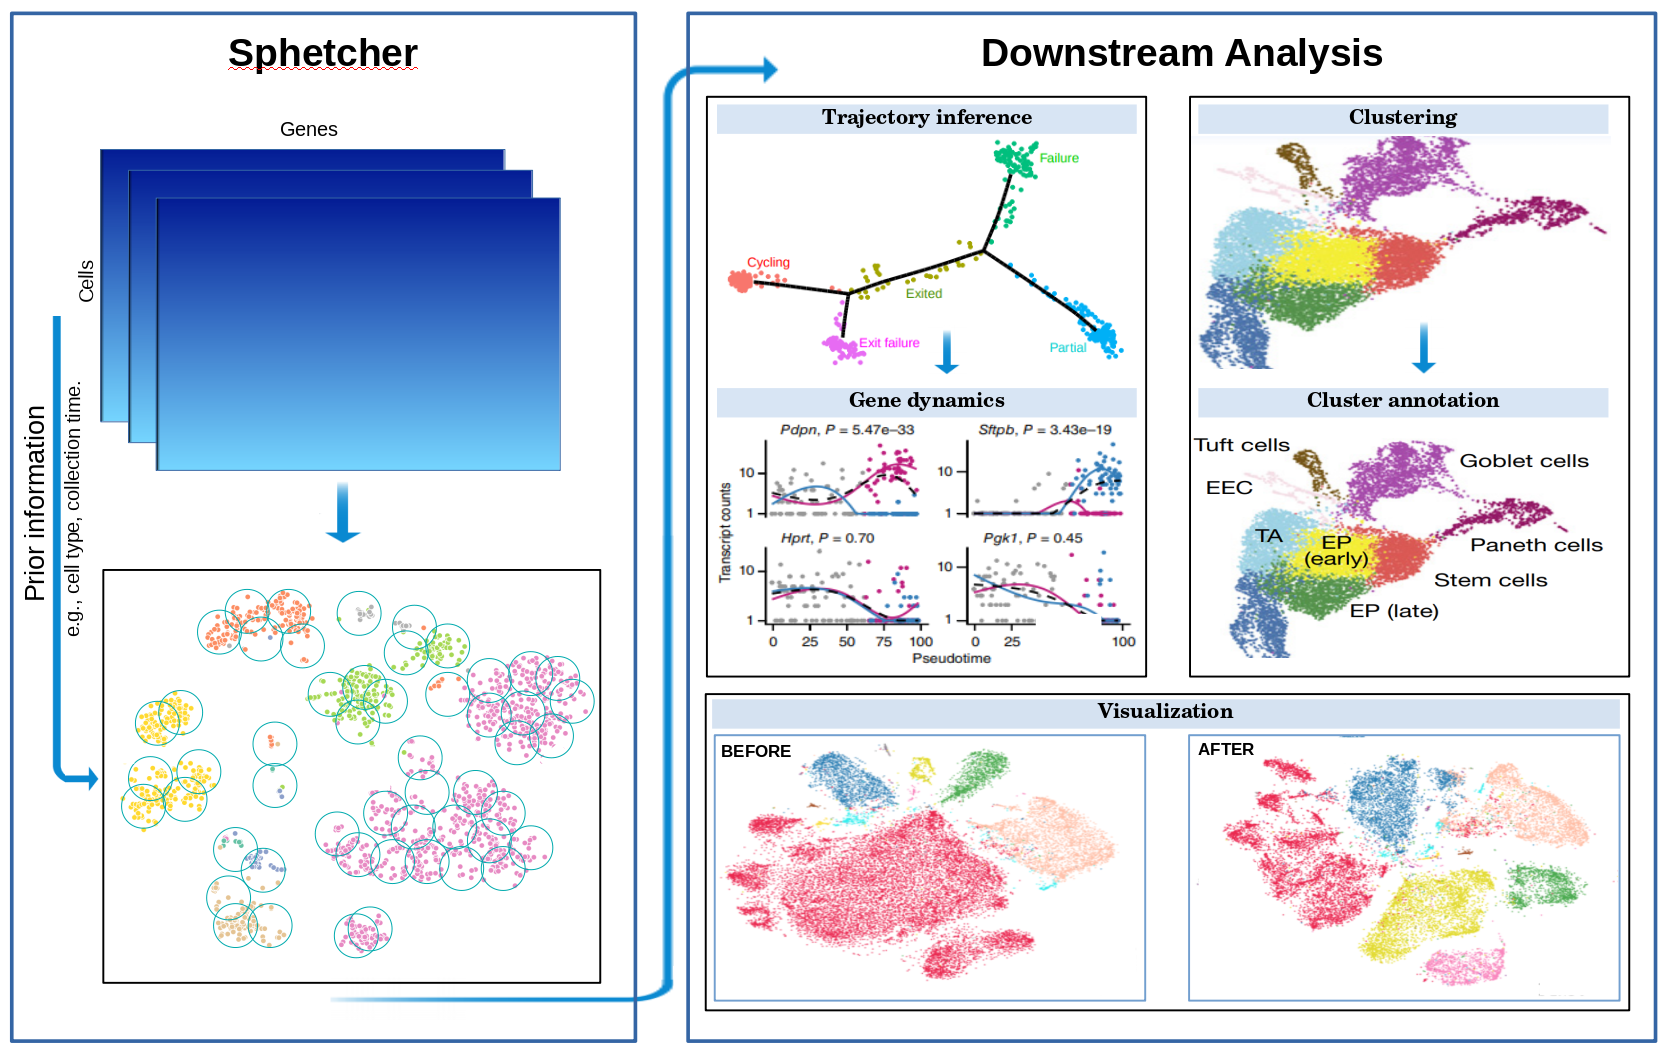 Sphetcher
Genes
Cells
Prior information
e.g., cell type, collection time.
Downstream Analysis
Trajectory inference
Failure
Cycling
Exited
Exit failure
Partial
Gene dynamics
Pdpn, P = 5.47e–33
Sftpb, P = 3.43e–19
10
1
10
1
Transcript counts
Hprt, P = 0.70
Pgk1, P = 0.45
10
1
10
1
0 25 50 75 100
0 25 100
Pseudotime
Clustering
Cluster annotation
Tuft cells
Goblet cells
EEC
TA
EP
(early)
Paneth cells
Stem cells
EP (late)
Visualization
BEFORE
AFTER